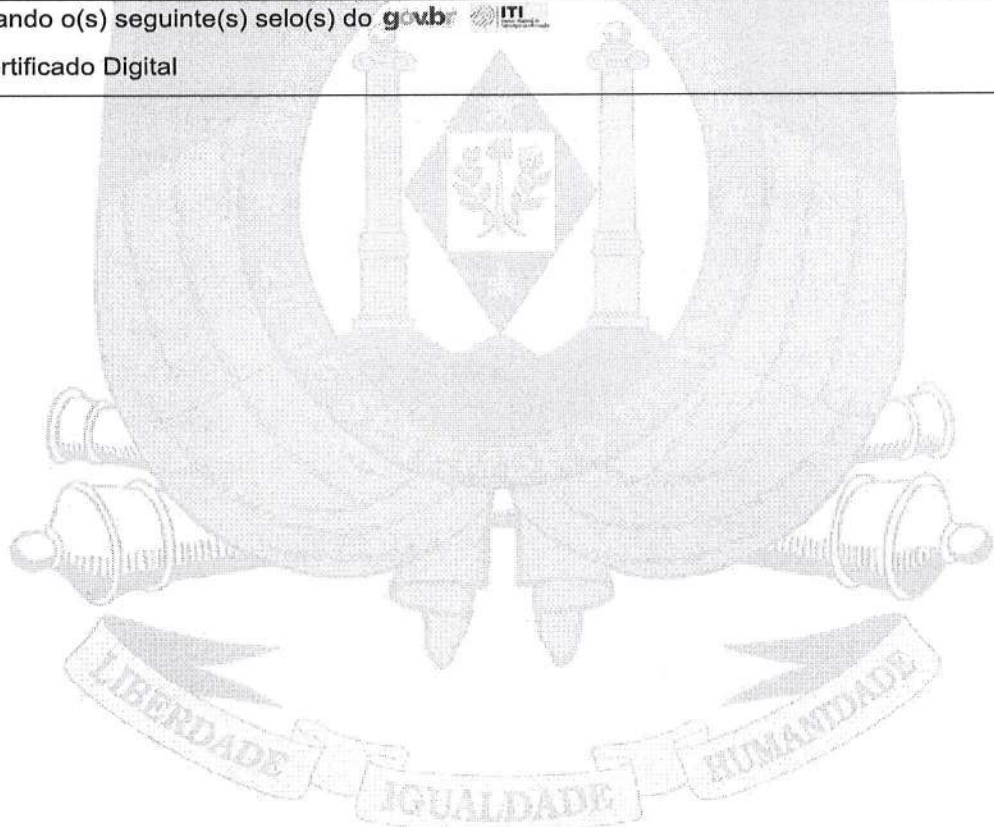 ando o(s) seguinte(s) selo(s) do gov.br ITI
rtificado Digital
LIBERDADE
IGUALDADE
HUMANIDADE